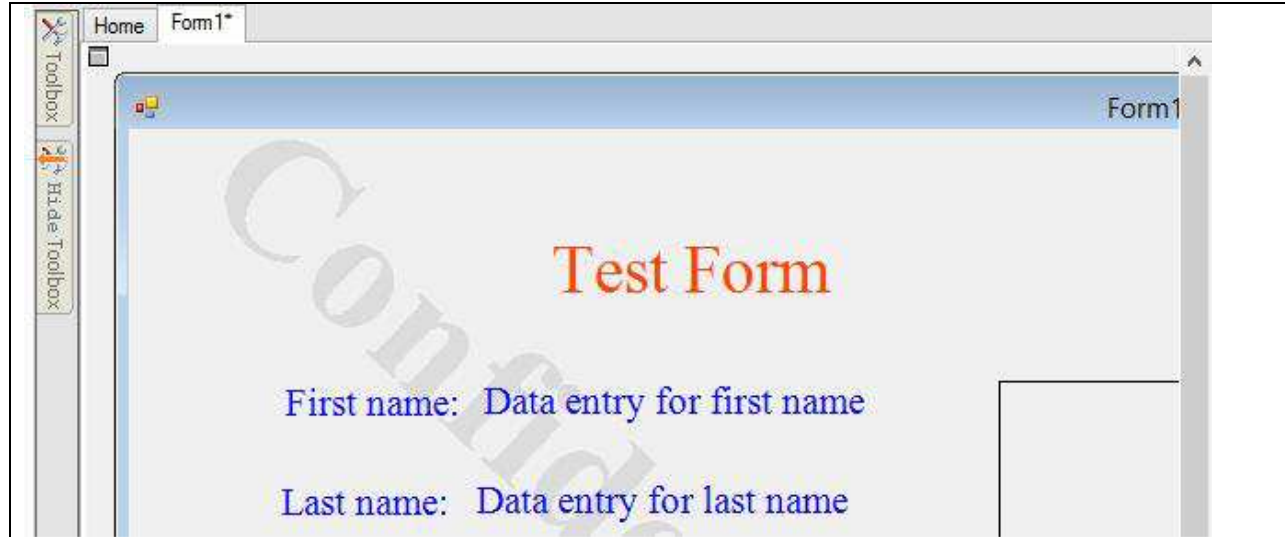 Home Form1*
Toolbox
Hide Toolbox
Form1
Test Form
First name: Data entry for first name
Last name: Data entry for last name
Confide